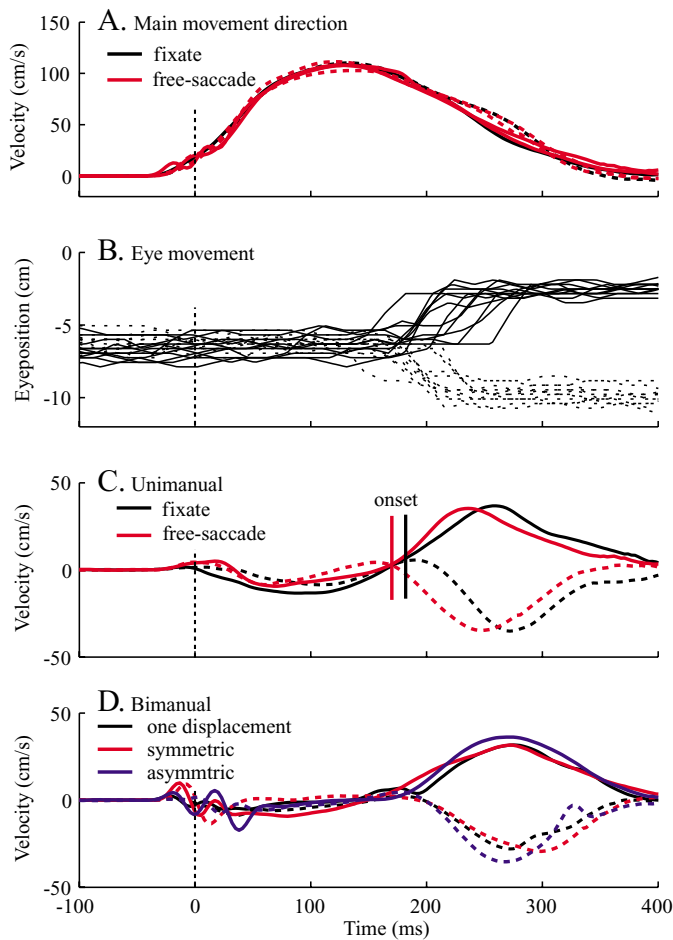 A. Main movement direction
150
fixate
100
free-saccade
50
0
Velocity (cm/s)
B. Eye movement
0
-5
-10
Eyeposition (cm)
C. Unimanual
50
onset
fixate
free-saccade
0
-50
Velocity (cm/s)
D. Bimanual
50
one displacement
symmetric
asymmtric
0
-50
Velocity (cm/s)
-100 0 100 200 300 400
Time (ms)